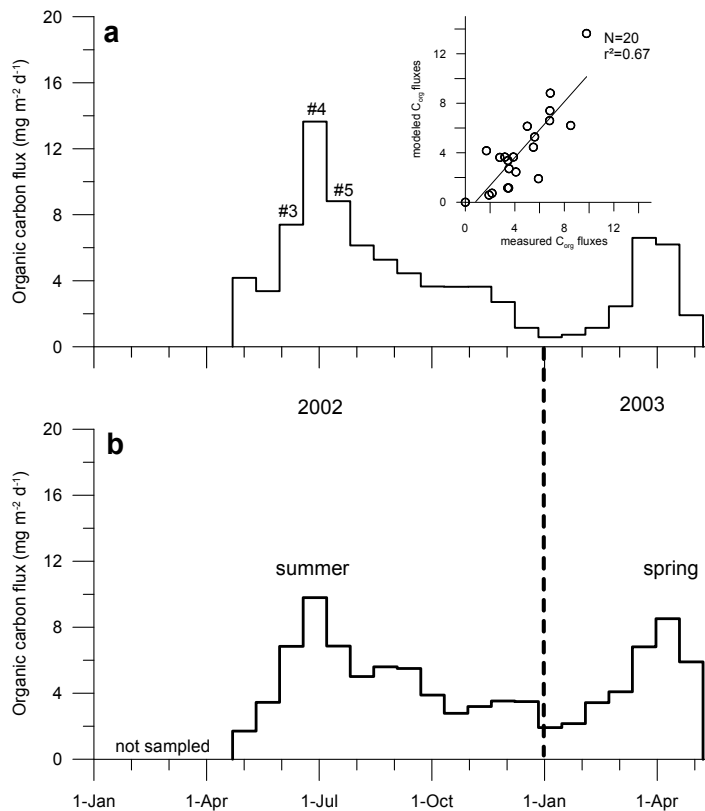 a
Organic carbon flux (mg m⁻² d⁻¹)
20
16
12
8
4
0
#3
#4
#5
N=20
r²=0.67
modeled C_org fluxes
12
8
4
0
0 4 8 12
measured C_org fluxes
2002 2003
b
Organic carbon flux (mg m⁻² d⁻¹)
20
16
12
8
4
0
summer spring
not sampled
1-Jan 1-Apr 1-Jul 1-Oct 1-Jan 1-Apr